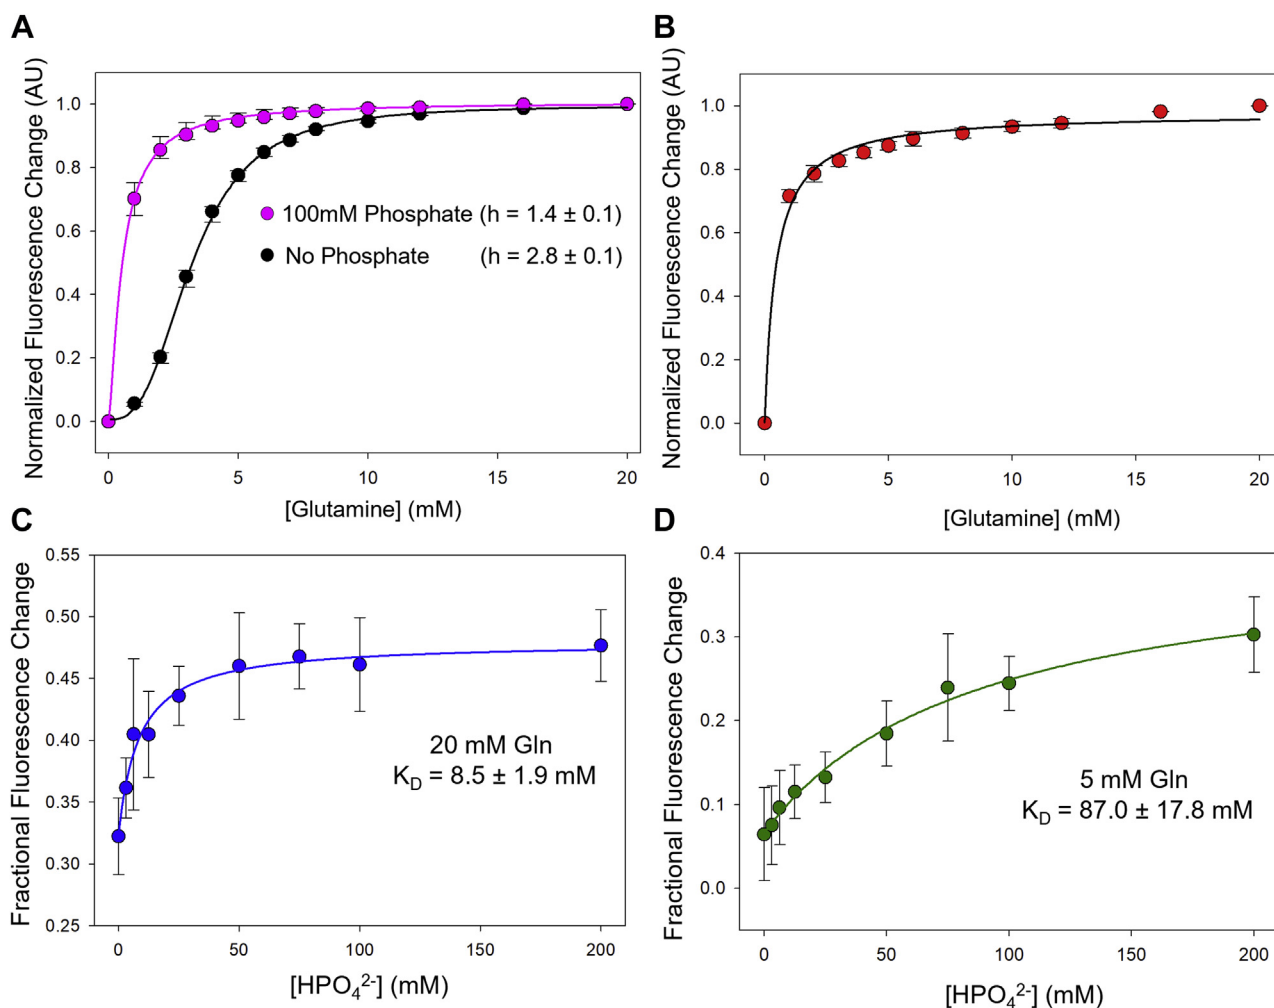 A
Normalized Fluorescence Change (AU)
1.0
0.8
0.6
0.4
0.2
0.0
100mM Phosphate (h = 1.4 ± 0.1)
No Phosphate (h = 2.8 ± 0.1)
0 5 10 15 20
[Glutamine] (mM)
B
Normalized Fluorescence Change (AU)
1.0
0.8
0.6
0.4
0.2
0.0
0 5 10 15 20
[Glutamine] (mM)
C
Fractional Fluorescence Change
0.55
0.50
0.45
0.40
0.35
0.30
0.25
20 mM Gln
K_D = 8.5 ± 1.9 mM
0 50 100 150 200
[HPO₄²⁻] (mM)
D
Fractional Fluorescence Change
0.4
0.3
0.2
0.1
0.0
5 mM Gln
K_D = 87.0 ± 17.8 mM
0 50 100 150 200
[HPO₄²⁻] (mM)